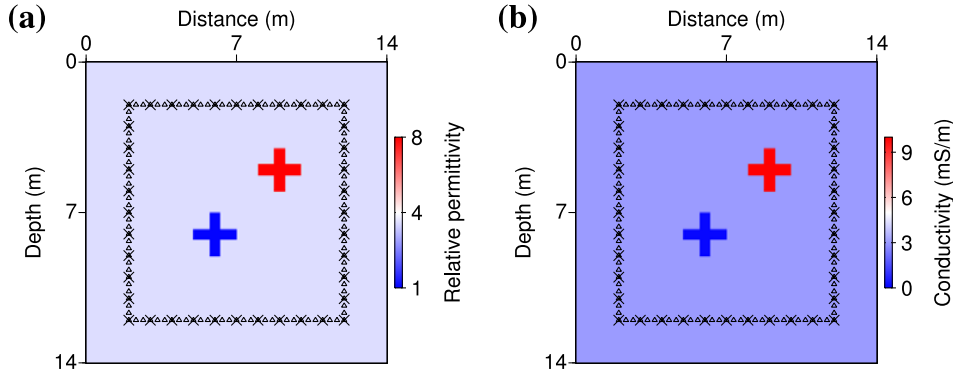 (a)
Distance (m)
0 7 14
0
7
14
Depth (m)
8
4
1
Relative permittivity
(b)
Distance (m)
0 7 14
0
7
14
Depth (m)
9
6
3
0
Conductivity (mS/m)